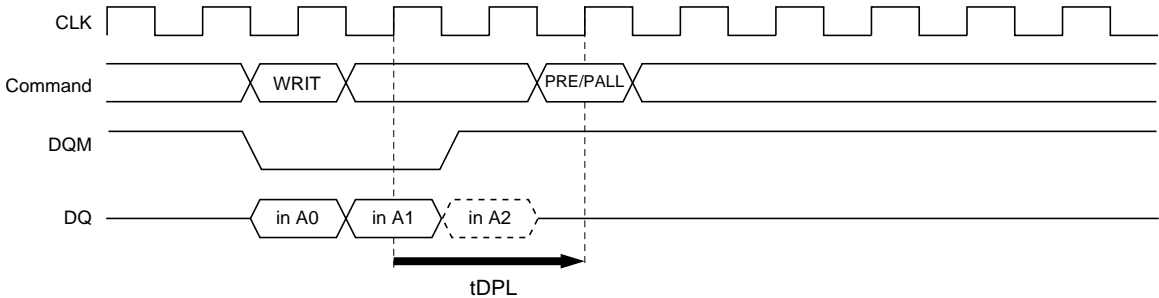 CLK
Command WRIT PRE/PALL
DQM
DQ in A0 in A1 in A2
tDPL